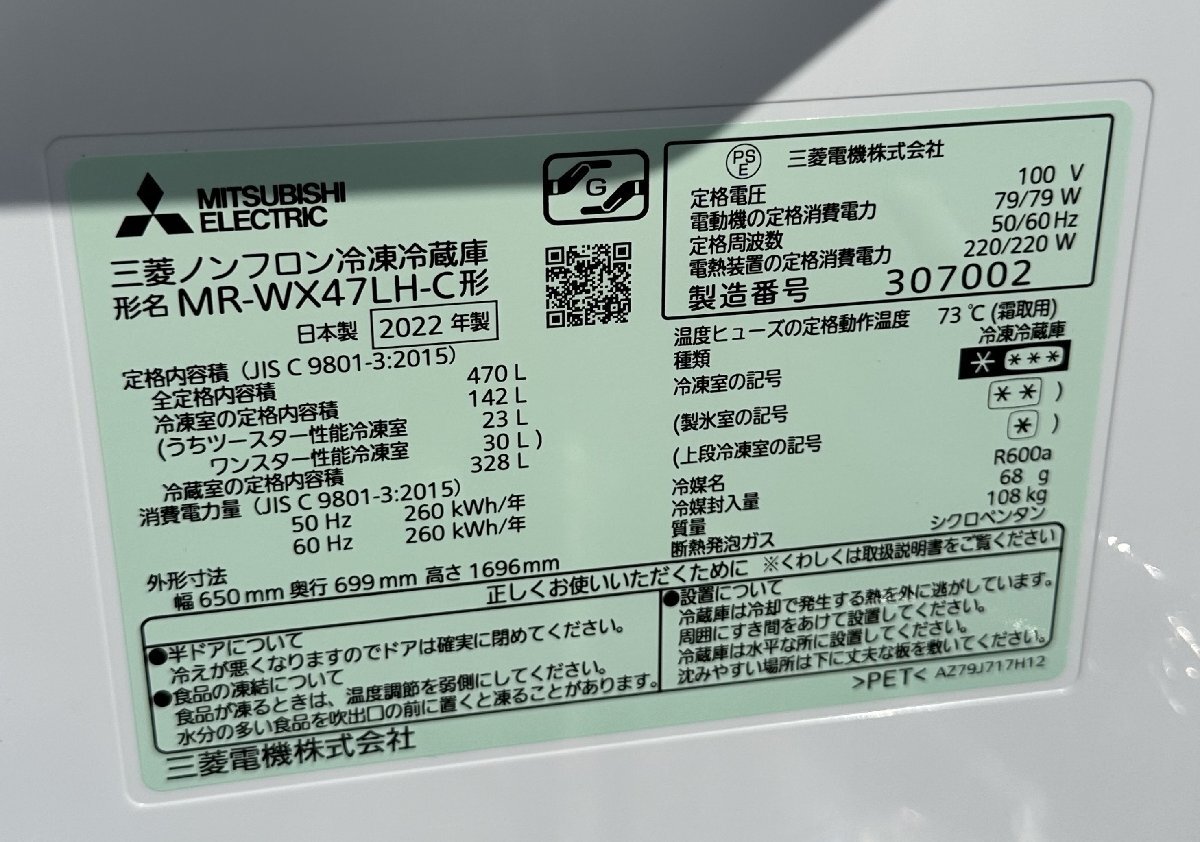 MITSUBISHI
ELECTRIC
G
三菱ノンフロン冷凍冷蔵庫
形名 MR-WX47LH-C形
日本製 2022 年製
定格内容積 (JIS C 9801-3:2015)
全定格内容積 470 L
冷凍室の定格内容積 142 L
(うちツースター性能冷凍室 23 L
ワンスター性能冷凍室 30 L )
冷蔵室の定格内容積 328 L
消費電力量 (JIS C 9801-3:2015)
50 Hz 260 kWh/年
60 Hz 260 kWh/年
外形寸法
幅 650 mm 奥行 699 mm 高さ 1696 mm
PS
E 三菱電機株式会社
定格電圧 100 V
電動機の定格消費電力 79/79 W
定格周波数 50/60 Hz
電熱装置の定格消費電力 220/220 W
製造番号 307002
温度ヒューズの定格動作温度 73 ℃ (霜取用)
種類 冷凍冷蔵庫
冷凍室の記号 * ***
(製氷室の記号 ** )
(上段冷凍室の記号 * )
冷媒名 R600a
冷媒封入量 68 g
質量 108 kg
断熱発泡ガス シクロペンタン
正しくお使いいただくために ※くわしくは取扱説明書をご覧ください
●半ドアについて
冷えが悪くなりますのでドアは確実に閉めてください。
●食品の凍結について
食品が凍るときは、温度調節を弱側にしてください。
水分の多い食品を吹出口の前に置くと凍ることがあります。
●設置について
冷蔵庫は冷却で発生する熱を外に逃がしています。
周囲にすき間をあけて設置してください。
冷蔵庫は水平な所に設置してください。
沈みやすい場所は下に丈夫な板を敷いてください。
三菱電機株式会社
>PET< AZ79J717H12